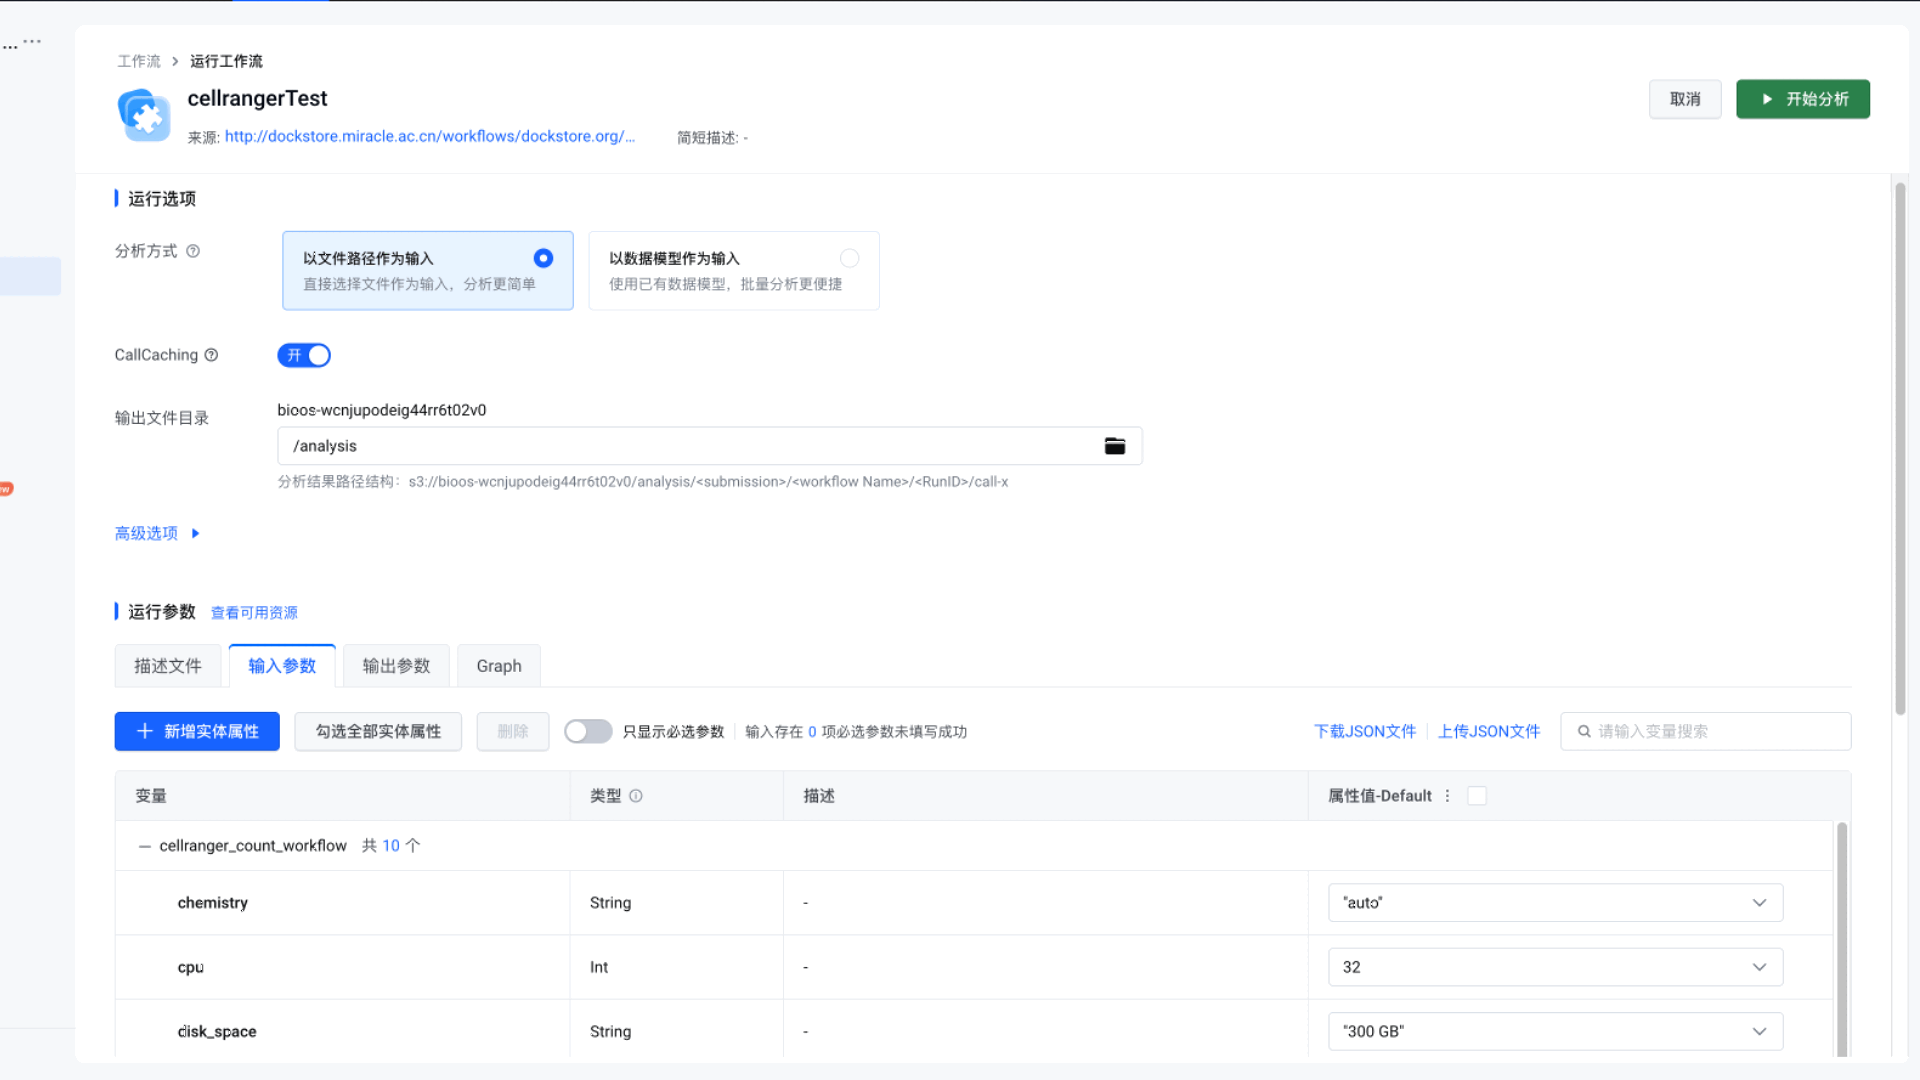 ... ...
工作流 > 运行工作流
cellrangerTest
取消
开始分析
来源: http://dockstore.miracle.ac.cn/workflows/dockstore.org/... 简短描述: -
运行选项
分析方式
以文件路径作为输入
直接选择文件作为输入，分析更简单
以数据模型作为输入
使用已有数据模型，批量分析更便捷
CallCaching
开
输出文件目录
bioos-wcnjupodeig44rr6t02v0
/analysis
分析结果路径结构：s3://bioos-wcnjupodeig44rr6t02v0/analysis/<submission>/<workflow Name>/<RunID>/call-x
高级选项
运行参数 查看可用资源
描述文件 输入参数 输出参数 Graph
新增实体属性 勾选全部实体属性 删除 只显示必选参数 输入存在 0 项必选参数未填写成功 下载JSON文件 上传JSON文件 请输入变量搜索
变量 类型 描述 属性值-Default
cellranger_count_workflow 共 10 个
chemistry String - "auto"
cpu Int - 32
disk_space String - "300 GB"